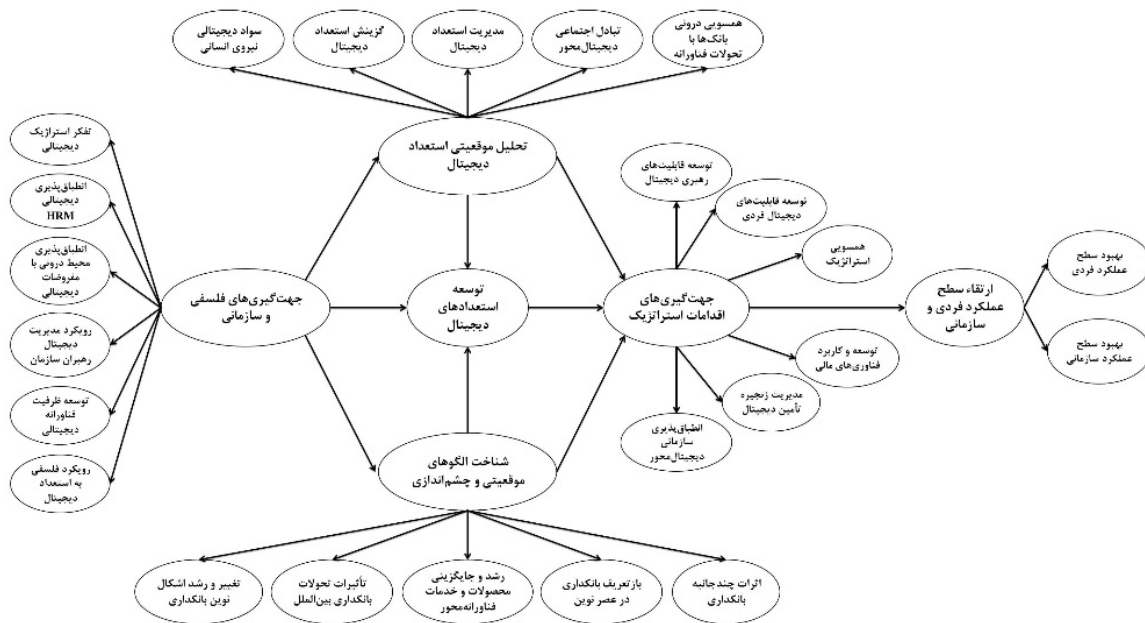 همسویی درونی
بانک‌ها با
تحولات فناورانه
تبادل اجتماعی
دیجیتال‌محور
مدیریت استعداد
دیجیتال
گزینش استعداد
دیجیتال
سواد دیجیتالی
نیروی انسانی
تحلیل موقعیتی استعداد
دیجیتال
تفکر استراژیک
دیجیتالی
انطباق‌پذیری
دیجیتالی
HRM
انطباق‌پذیری
محیط درونی با
مفروضات
دیجیتالی
رویکرد مدیریت
دیجیتال
رهبران سازمان
توسعه ظرفیت
فناورانه
دیجیتالی
رویکرد فلسفی
به استعداد
دیجیتال
جهت‌گیری‌های فلسفی
و سازمانی
توسعه
استعدادهای
دیجیتال
جهت‌گیری‌های
اقدامات استراتژیک
توسعه قابلیت‌های
رهبری دیجیتال
توسعه قابلیت‌های
دیجیتال فردی
همسویی
استراتژیک
توسعه و کاربرد
فناوری‌های مالی
مدیریت زنجیره
تأمین دیجیتال
انطباق‌پذیری
سازمانی
دیجیتال‌محور
ارتقاء سطح
عملکرد فردی و
سازمانی
بهبود سطح
عملکرد فردی
بهبود سطح
عملکرد سازمانی
شناخت الگوهای
موقعیتی و چشم‌اندازی
اثرات چندجانبه
بانکداری
بازتعریف بانکداری
در عصر نوین
رشد و جایگزینی
محصولات و خدمات
فناورانه‌محور
تأثیرات تحولات
بانکداری بین‌الملل
تغییر و رشد اشکال
نوین بانکداری